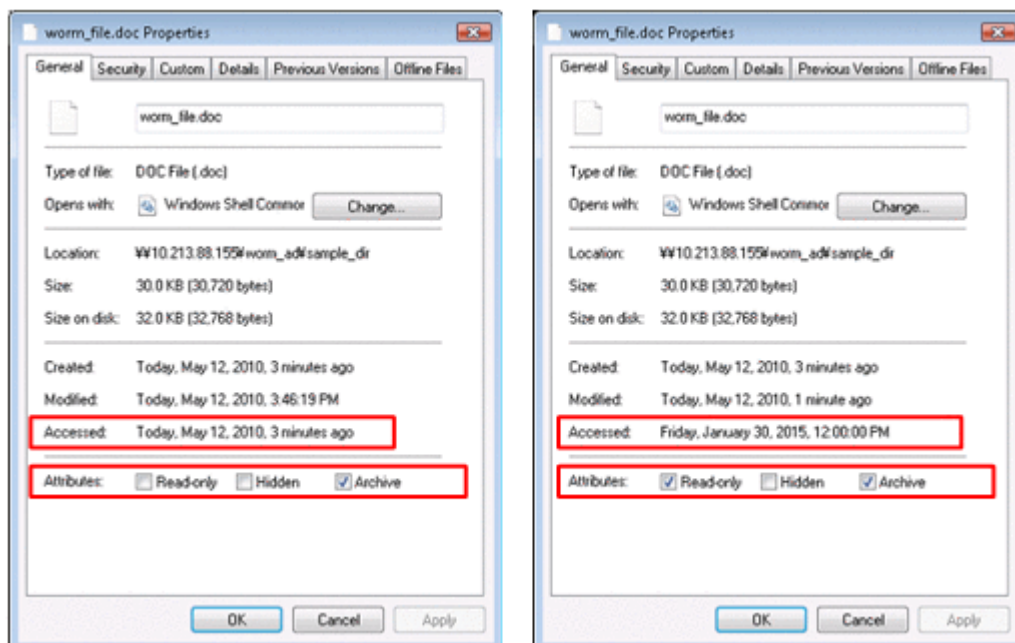 worm_file.doc Properties
General Security Custom Details Previous Versions Offline Files
worm_file.doc
Type of file: DOC File (.doc)
Opens with: Windows Shell Common Change...
Location: ¥¥10.213.88.155¥worm_ad¥sample_dir
Size: 30.0 KB (30,720 bytes)
Size on disk: 32.0 KB (32,768 bytes)
Created: Today, May 12, 2010, 3 minutes ago
Modified: Today, May 12, 2010, 3:46:19 PM
Accessed: Today, May 12, 2010, 3 minutes ago
Attributes: Read-only Hidden Archive
OK Cancel Apply
worm_file.doc Properties
General Security Custom Details Previous Versions Offline Files
worm_file.doc
Type of file: DOC File (.doc)
Opens with: Windows Shell Common Change...
Location: ¥¥10.213.88.155¥worm_ad¥sample_dir
Size: 30.0 KB (30,720 bytes)
Size on disk: 32.0 KB (32,768 bytes)
Created: Today, May 12, 2010, 3 minutes ago
Modified: Today, May 12, 2010, 1 minute ago
Accessed: Friday, January 30, 2015, 12:00:00 PM
Attributes: Read-only Hidden Archive
OK Cancel Apply